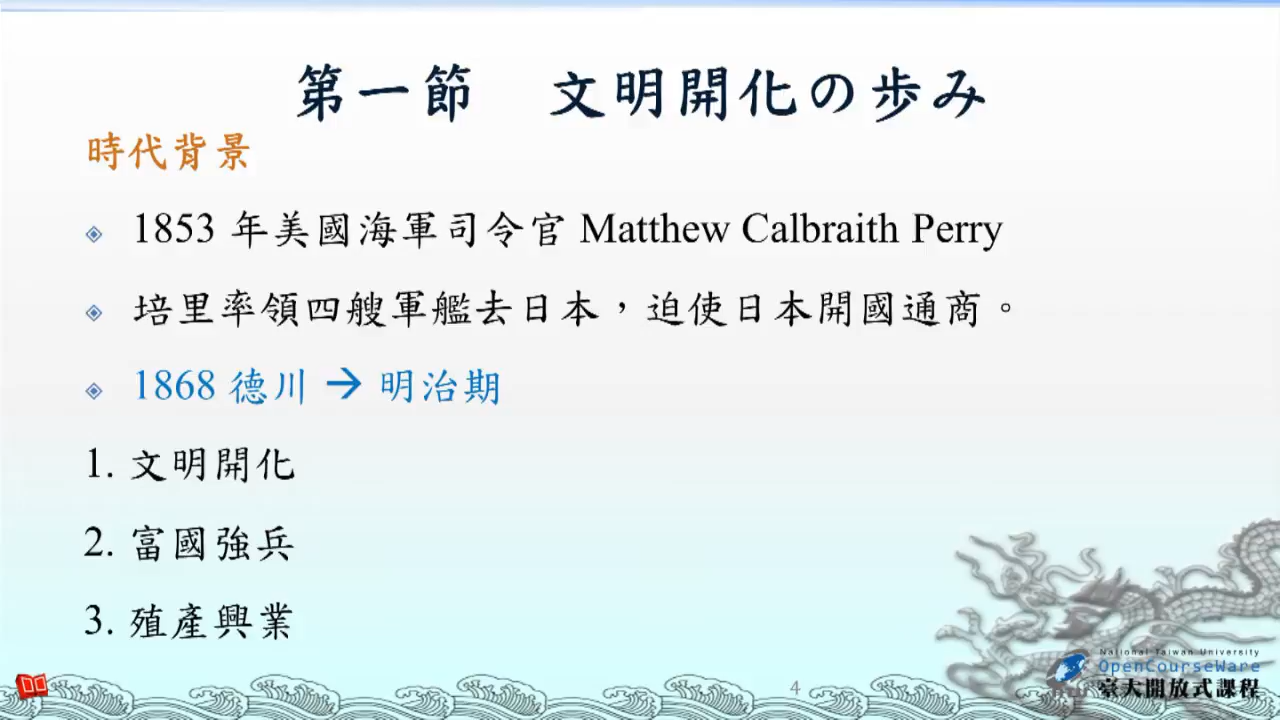 第一節　文明開化の歩み
時代背景
1853 年美國海軍司令官 Matthew Calbraith Perry
培里率領四艘軍艦去日本，迫使日本開國通商。
1868 德川 → 明治期
1. 文明開化
2. 富國強兵
3. 殖產興業
4
National Taiwan University
OpenCourseWare
臺大開放式課程